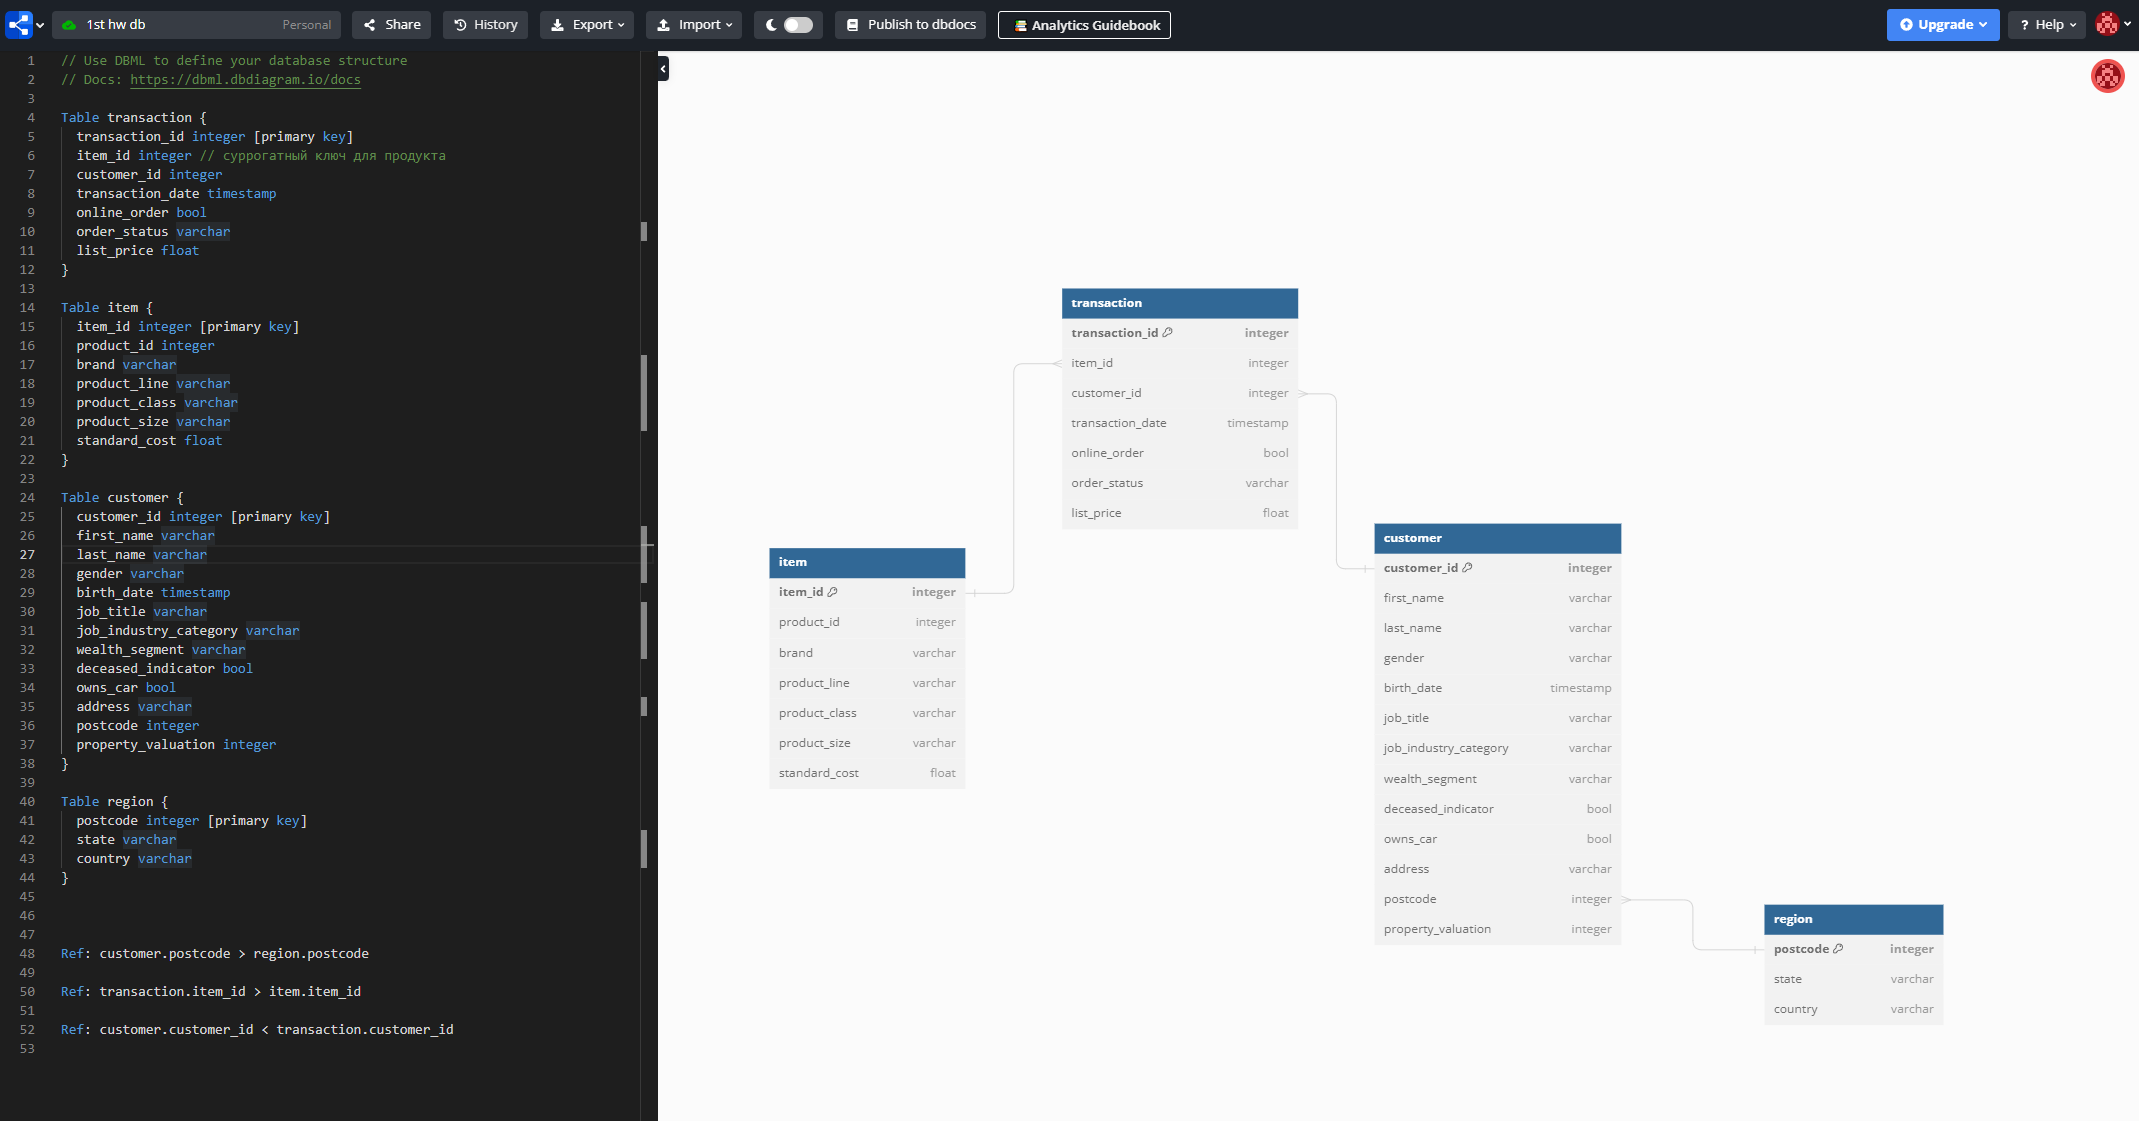 1st hw db
Personal
Share
History
Export
Import
Publish to dbdocs
Analytics Guidebook
Upgrade
? Help
1 // Use DBML to define your database structure
2 // Docs: https://dbml.dbdiagram.io/docs
3
4 Table transaction {
5 transaction_id integer [primary key]
6 item_id integer // суррогатный ключ для продукта
7 customer_id integer
8 transaction_date timestamp
9 online_order bool
10 order_status varchar
11 list_price float
12 }
13
14 Table item {
15 item_id integer [primary key]
16 product_id integer
17 brand varchar
18 product_line varchar
19 product_class varchar
20 product_size varchar
21 standard_cost float
22 }
23
24 Table customer {
25 customer_id integer [primary key]
26 first_name varchar
27 last_name varchar
28 gender varchar
29 birth_date timestamp
30 job_title varchar
31 job_industry_category varchar
32 wealth_segment varchar
33 deceased_indicator bool
34 owns_car bool
35 address varchar
36 postcode integer
37 property_valuation integer
38 }
39
40 Table region {
41 postcode integer [primary key]
42 state varchar
43 country varchar
44 }
45
46
47
48 Ref: customer.postcode > region.postcode
49
50 Ref: transaction.item_id > item.item_id
51
52 Ref: customer.customer_id < transaction.customer_id
53
transaction
transaction_id integer
item_id integer
customer_id integer
transaction_date timestamp
online_order bool
order_status varchar
list_price float
item
item_id integer
product_id integer
brand varchar
product_line varchar
product_class varchar
product_size varchar
standard_cost float
customer
customer_id integer
first_name varchar
last_name varchar
gender varchar
birth_date timestamp
job_title varchar
job_industry_category varchar
wealth_segment varchar
deceased_indicator bool
owns_car bool
address varchar
postcode integer
property_valuation integer
region
postcode integer
state varchar
country varchar